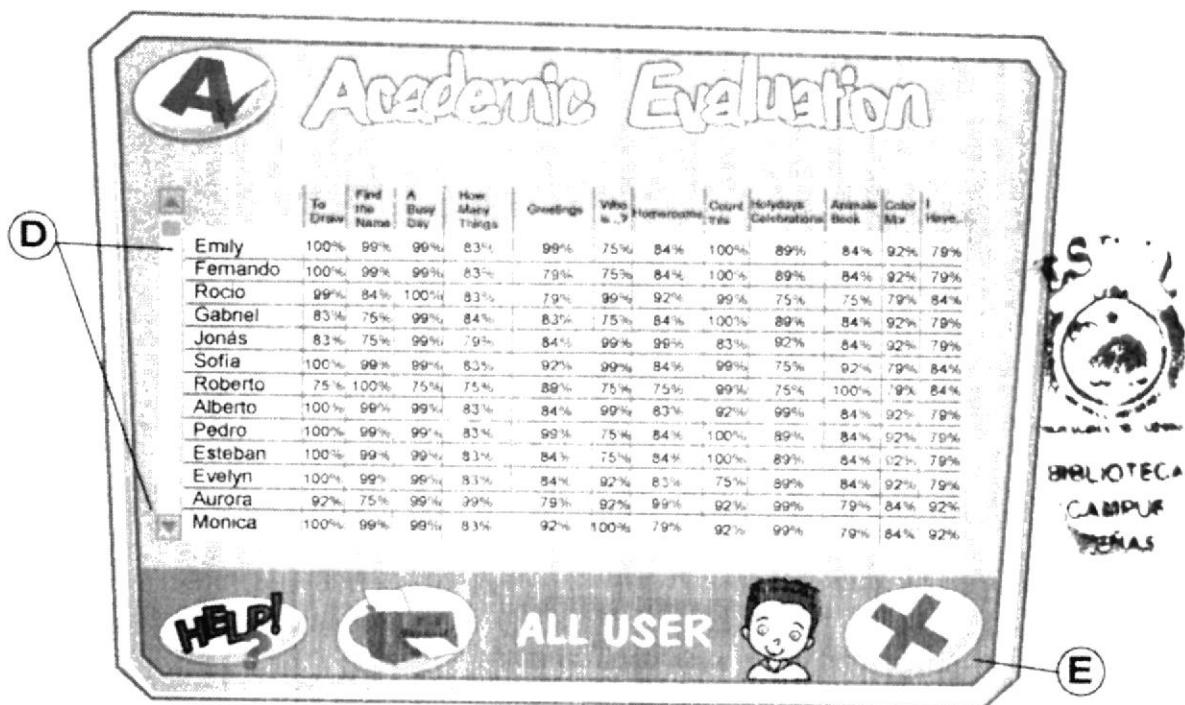 A
Academic Evaluation
To Draw Find the Name A Busy Day How Many Things Greetings Who is ..? Homerooms Count this Holydays Celebrations Animals Book Color Mix I Have...
D
Emily 100% 99% 99% 83% 99% 75% 84% 100% 89% 84% 92% 79%
Fernando 100% 99% 99% 83% 79% 75% 84% 100% 89% 84% 92% 79%
Rocio 99% 84% 100% 83% 79% 99% 92% 99% 75% 75% 79% 84%
Gabriel 83% 75% 99% 84% 83% 75% 84% 100% 89% 84% 92% 79%
Jonás 83% 75% 99% 79% 84% 99% 99% 83% 92% 84% 92% 79%
Sofia 100% 99% 99% 83% 92% 99% 84% 99% 75% 92% 79% 84%
Roberto 75% 100% 75% 75% 89% 75% 75% 99% 75% 100% 79% 84%
Alberto 100% 99% 99% 83% 84% 99% 83% 92% 99% 84% 92% 79%
Pedro 100% 99% 99% 83% 99% 75% 84% 100% 89% 84% 92% 79%
Esteban 100% 99% 99% 83% 84% 75% 84% 100% 89% 84% 92% 79%
Evelyn 100% 99% 99% 83% 84% 92% 83% 75% 89% 84% 92% 79%
Aurora 92% 75% 99% 99% 79% 92% 99% 92% 99% 79% 84% 92%
Monica 100% 99% 99% 83% 92% 100% 79% 92% 99% 79% 84% 92%
BIBLIOTECA
CAMPUS
PEÑAS
HELP!
?
ALL USER
E